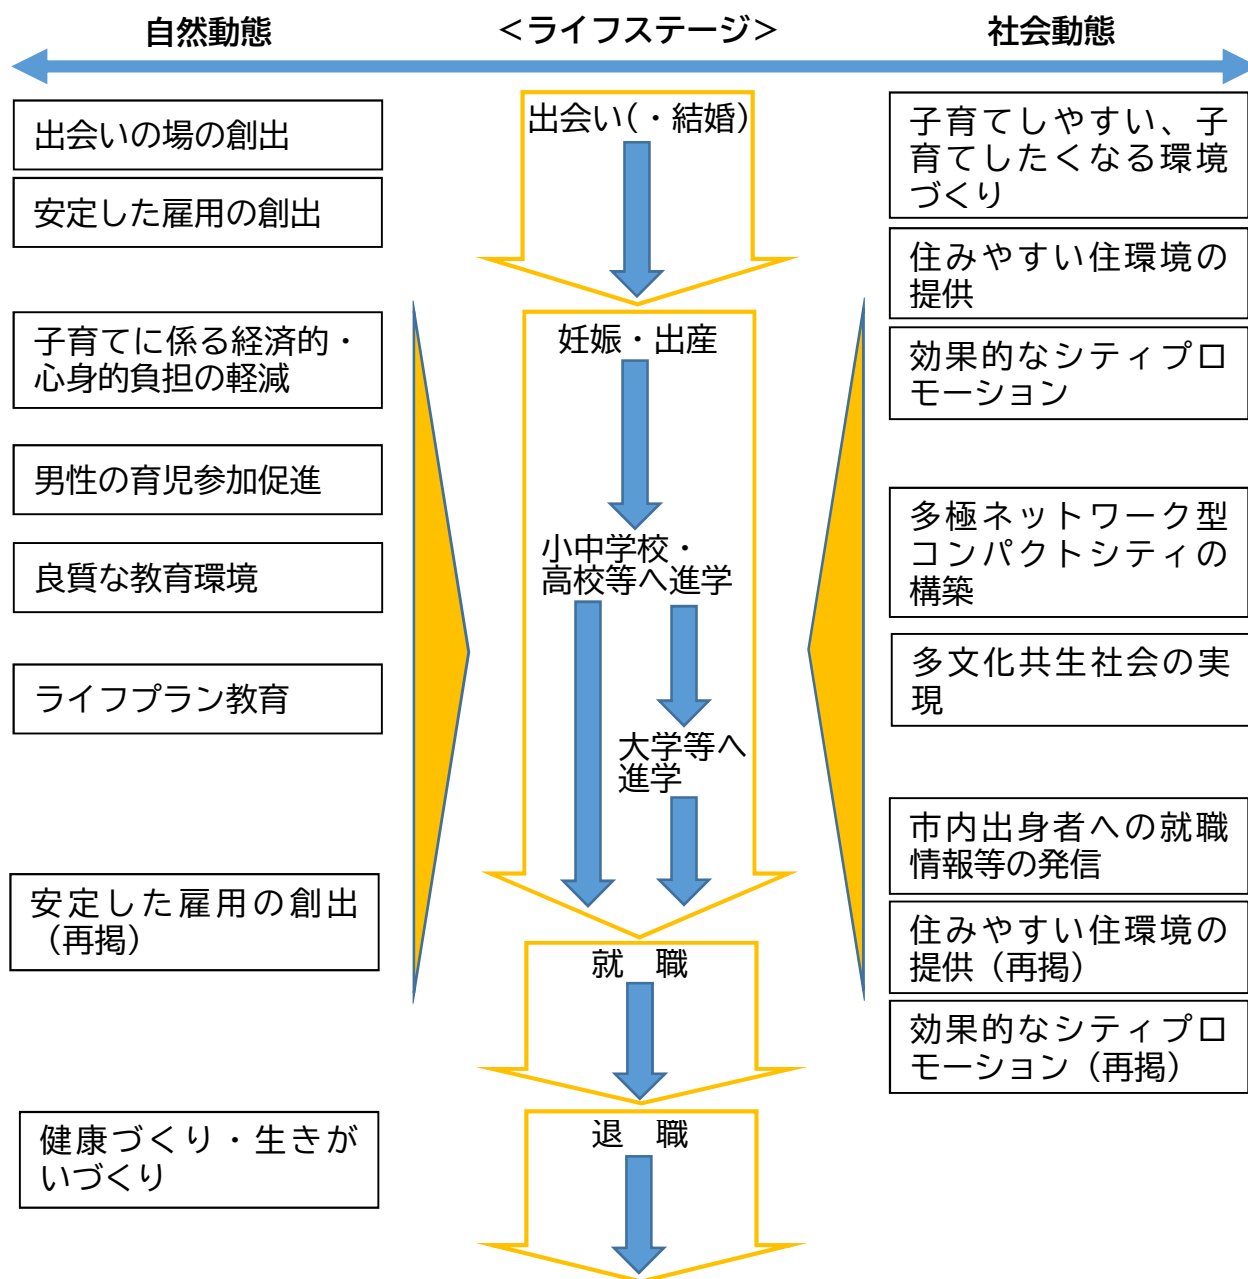 自然動態
＜ライフステージ＞
社会動態
出会いの場の創出
安定した雇用の創出
子育てに係る経済的・
心身的負担の軽減
男性の育児参加促進
良質な教育環境
ライフプラン教育
安定した雇用の創出
（再掲）
健康づくり・生きが
いづくり
出会い(・結婚)
妊娠・出産
小中学校・
高校等へ進学
大学等へ
進学
就　職
退　職
子育てしやすい、子
育てしたくなる環境
づくり
住みやすい住環境の
提供
効果的なシティプロ
モーション
多極ネットワーク型
コンパクトシティの
構築
多文化共生社会の実
現
市内出身者への就職
情報等の発信
住みやすい住環境の
提供（再掲）
効果的なシティプロ
モーション（再掲）